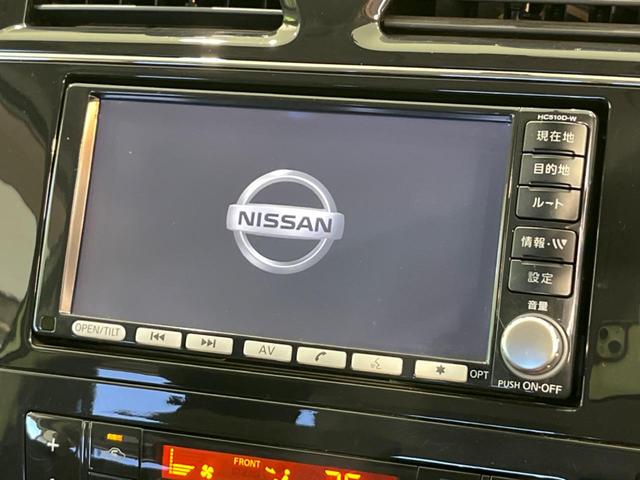 HC510D-W
現在地
目的地
ルート
情報・VV
設定
音量
PUSH ON·OFF
NISSAN
OPEN/TILT
AV
OPT
FRONT